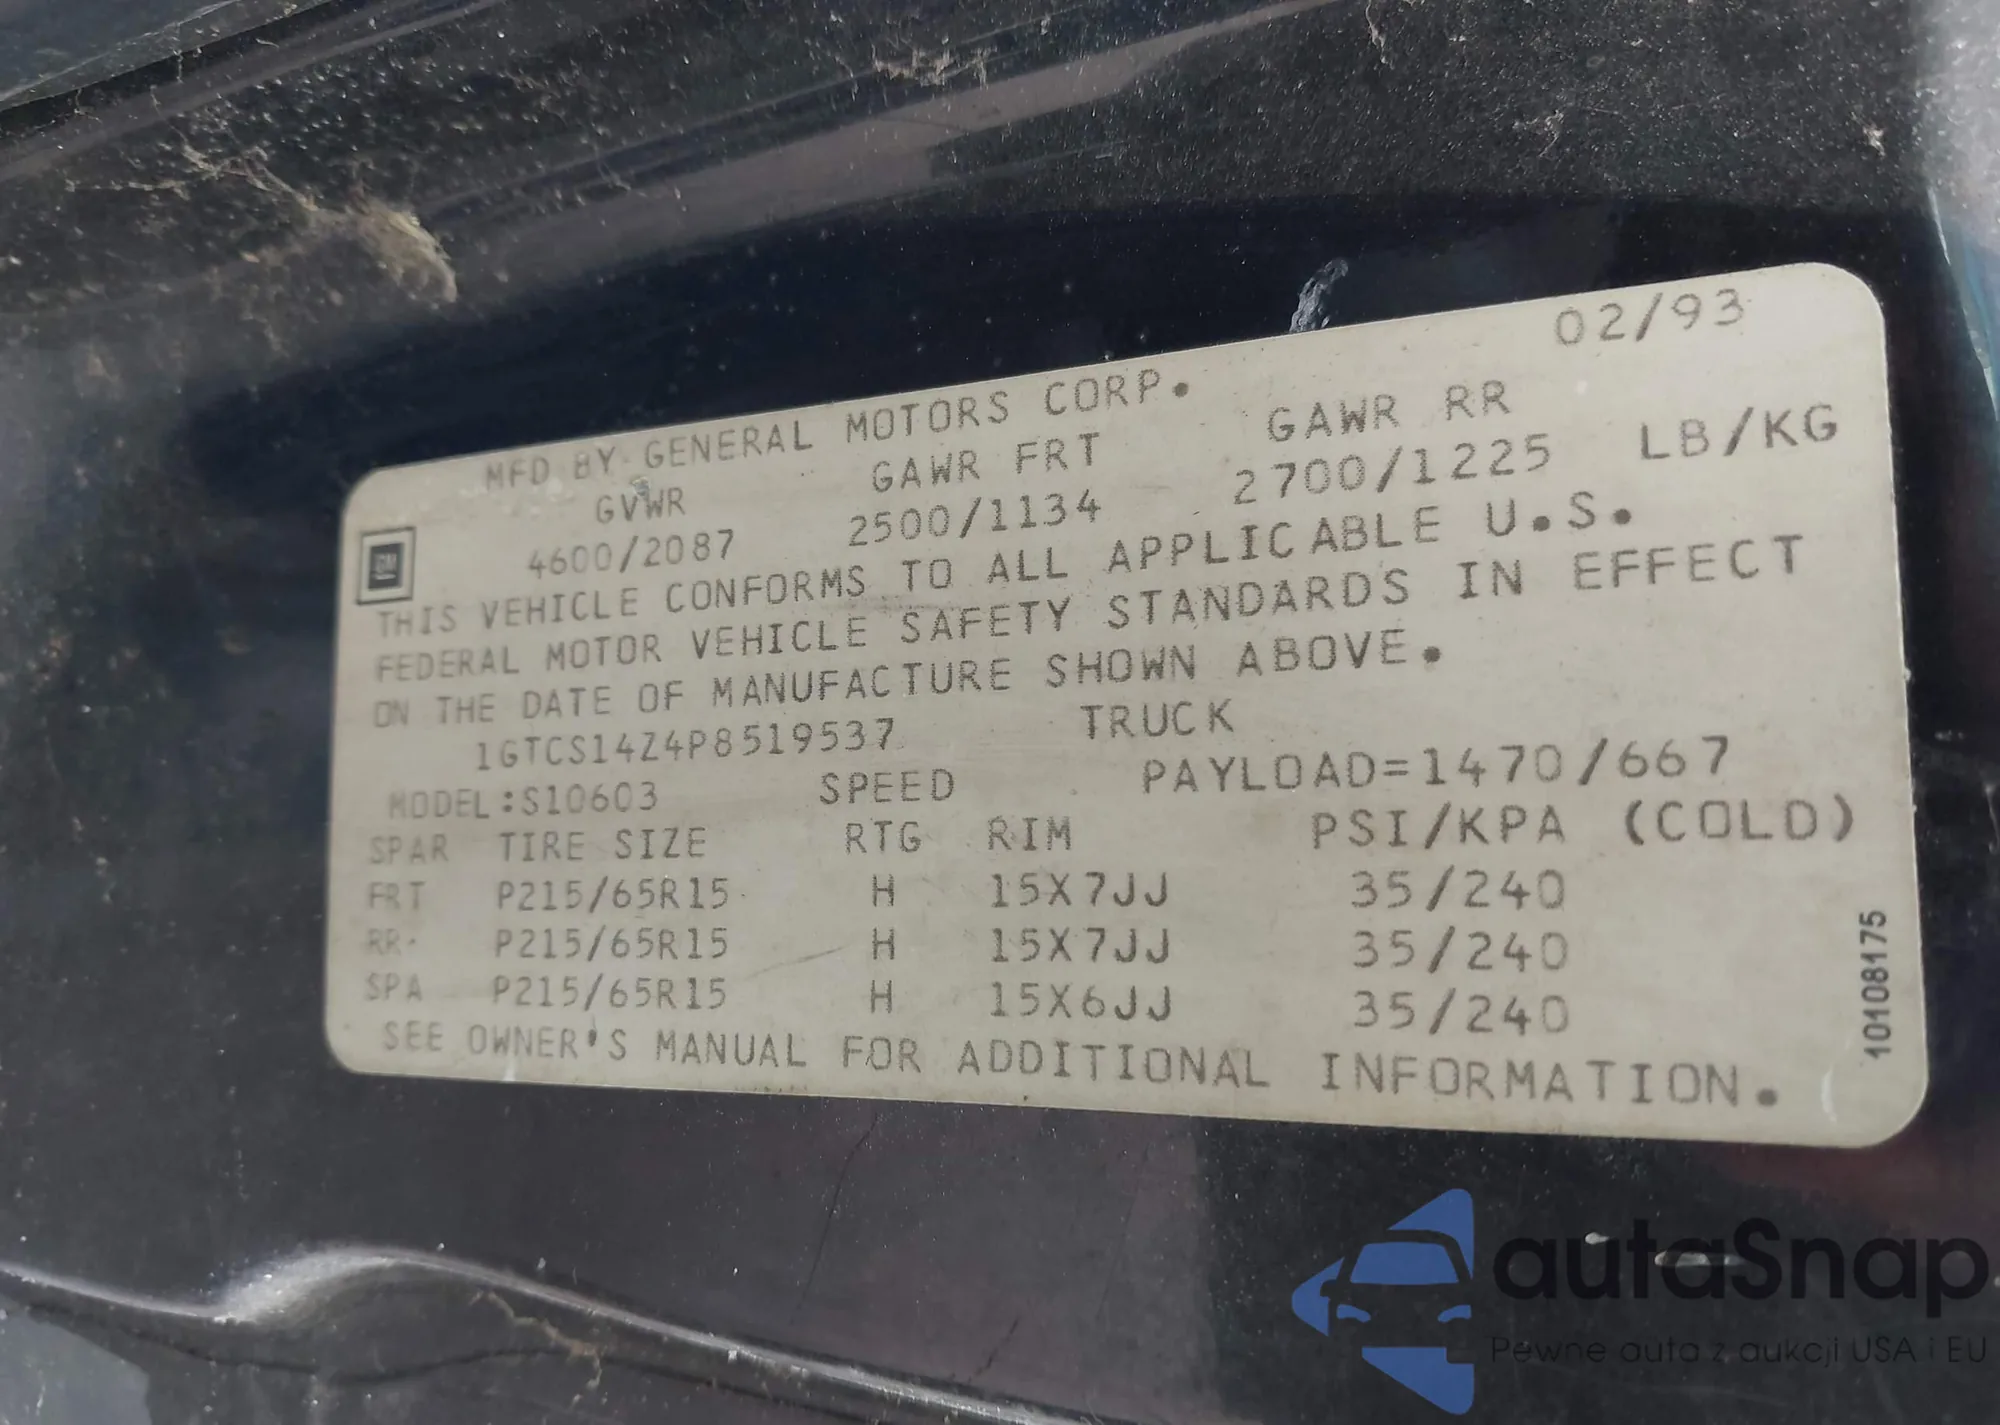 02/93
MFD BY GENERAL MOTORS CORP.
GVWR GAWR FRT GAWR RR
4600/2087 2500/1134 2700/1225 LB/KG
GM
THIS VEHICLE CONFORMS TO ALL APPLICABLE U.S.
FEDERAL MOTOR VEHICLE SAFETY STANDARDS IN EFFECT
ON THE DATE OF MANUFACTURE SHOWN ABOVE.
1GTCS14Z4P8519537 TRUCK
MODEL:S10603 SPEED PAYLOAD=1470/667
SPAR TIRE SIZE RTG RIM PSI/KPA (COLD)
FRT P215/65R15 H 15X7JJ 35/240
RR P215/65R15 H 15X7JJ 35/240
SPA P215/65R15 H 15X6JJ 35/240
SEE OWNER'S MANUAL FOR ADDITIONAL INFORMATION.
10108175
autaSnap
Pewne auta z aukcji USA i EU